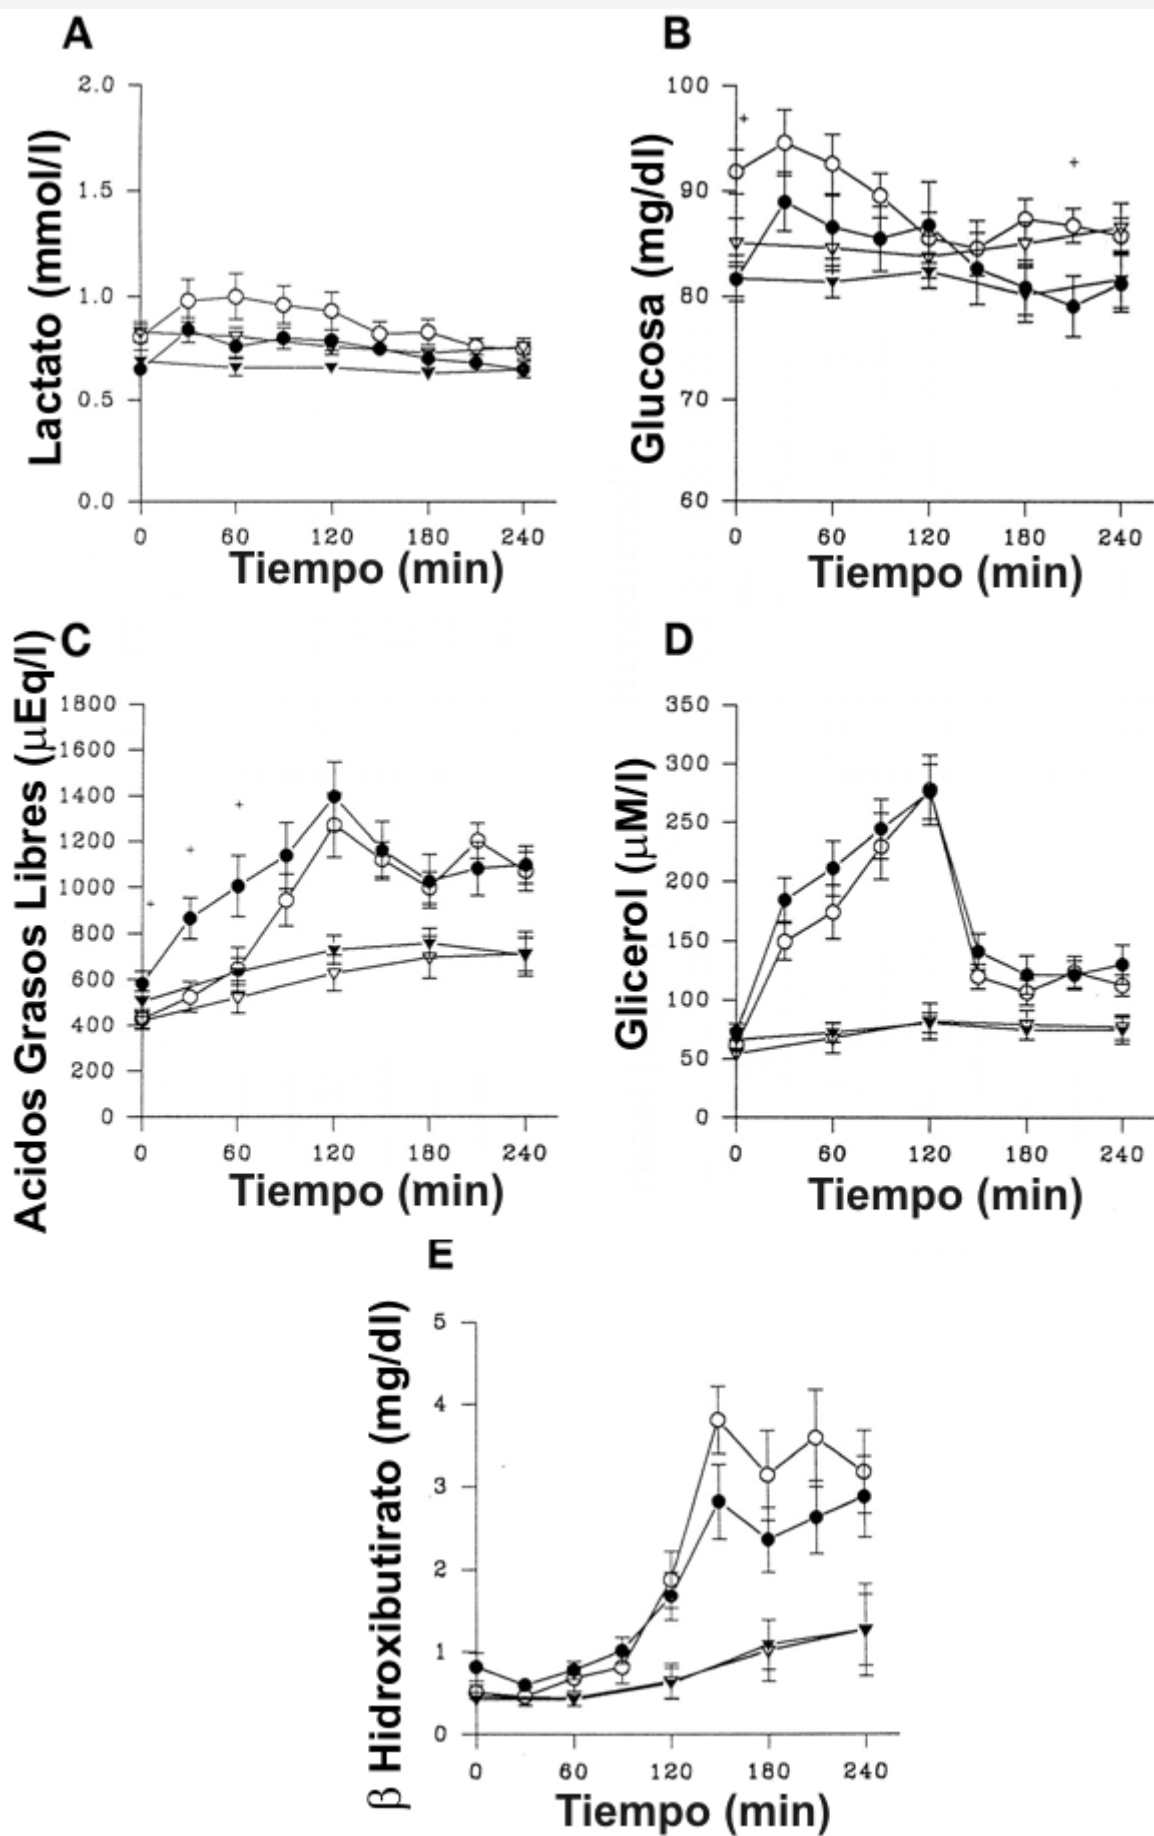 A
Lactato (mmol/l)
2.0
1.5
1.0
0.5
0.0
0 60 120 180 240
Tiempo (min)
B
Glucosa (mg/dl)
100
90
80
70
60
0 60 120 180 240
Tiempo (min)
C
Acidos Grasos Libres (μEq/l)
1800
1600
1400
1200
1000
800
600
400
200
0
0 60 120 180 240
Tiempo (min)
D
Glicerol (μM/l)
350
300
250
200
150
100
50
0
0 60 120 180 240
Tiempo (min)
E
β Hidroxibutirato (mg/dl)
5
4
3
2
1
0
0 60 120 180 240
Tiempo (min)